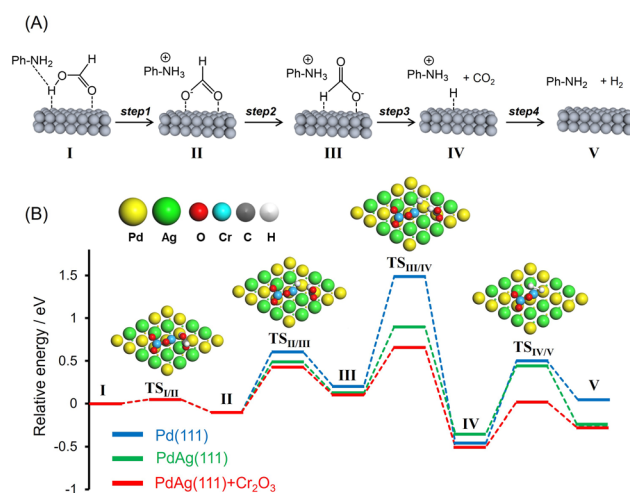 (A)
Ph-NH2 H O H O
Ph-NH3 ⊕ H O - O
Ph-NH3 ⊕ O H O-
Ph-NH3 ⊕ + CO2 H
Ph-NH2 + H2
step1 step2 step3 step4
I II III IV V
(B)
Pd Ag O Cr C H
Relative energy / eV
1.5
1
0.5
0
-0.5
-1
I TSI/II II TSII/III III TSIII/IV IV TSIV/V V
Pd(111)
PdAg(111)
PdAg(111)+Cr2O3